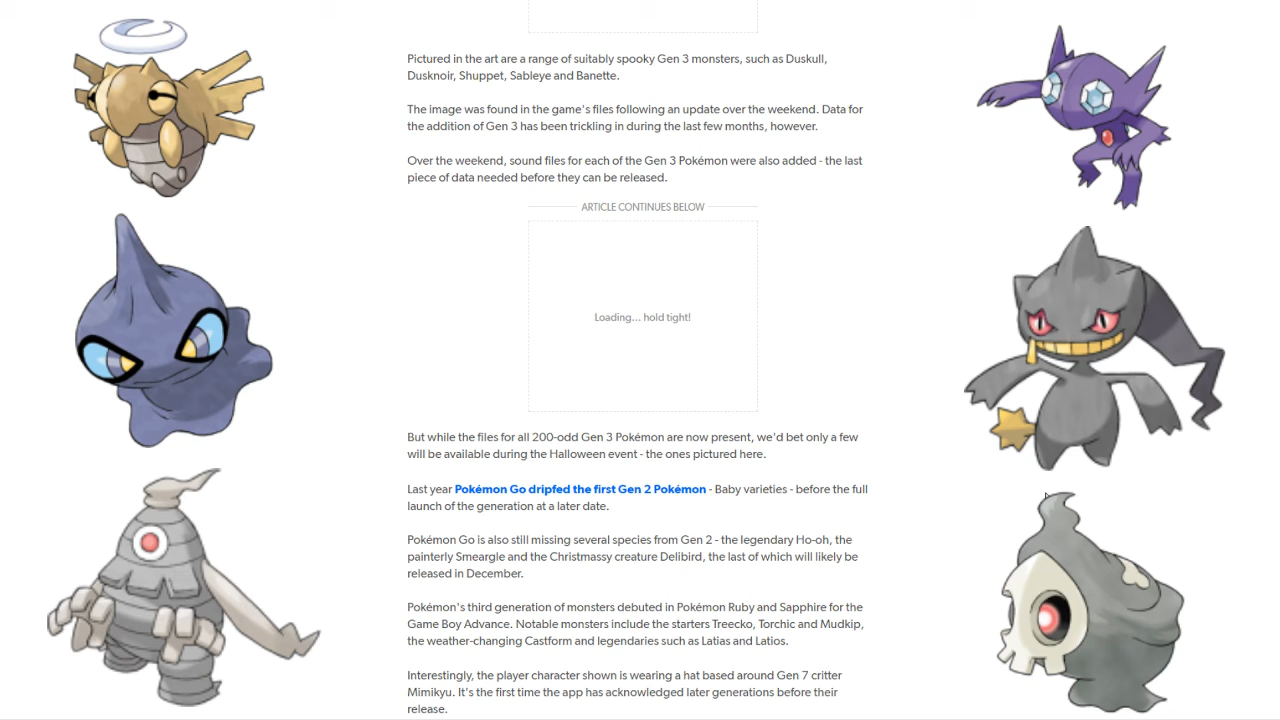 Pictured in the art are a range of suitably spooky Gen 3 monsters, such as Duskull,
Dusknoir, Shuppet, Sableye and Banette.
The image was found in the game's files following an update over the weekend. Data for
the addition of Gen 3 has been trickling in during the last few months, however.
Over the weekend, sound files for each of the Gen 3 Pokémon were also added - the last
piece of data needed before they can be released.
ARTICLE CONTINUES BELOW
Loading... hold tight!
But while the files for all 200-odd Gen 3 Pokémon are now present, we'd bet only a few
will be available during the Halloween event - the ones pictured here.
Last year Pokémon Go dripfed the first Gen 2 Pokémon - Baby varieties - before the full
launch of the generation at a later date.
Pokémon Go is also still missing several species from Gen 2 - the legendary Ho-oh, the
painterly Smeargle and the Christmassy creature Delibird, the last of which will likely be
released in December.
Pokémon's third generation of monsters debuted in Pokémon Ruby and Sapphire for the
Game Boy Advance. Notable monsters include the starters Treecko, Torchic and Mudkip,
the weather-changing Castform and legendaries such as Latias and Latios.
Interestingly, the player character shown is wearing a hat based around Gen 7 critter
Mimikyu. It's the first time the app has acknowledged later generations before their
release.